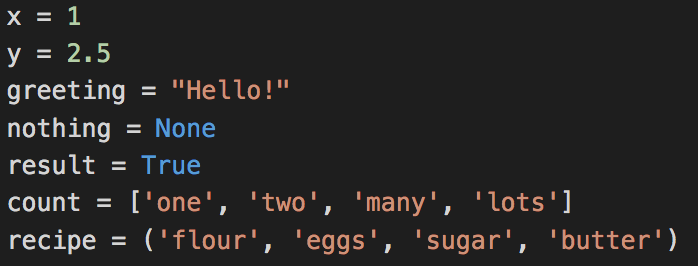 x = 1
y = 2.5
greeting = "Hello!"
nothing = None
result = True
count = ['one', 'two', 'many', 'lots']
recipe = ('flour', 'eggs', 'sugar', 'butter')